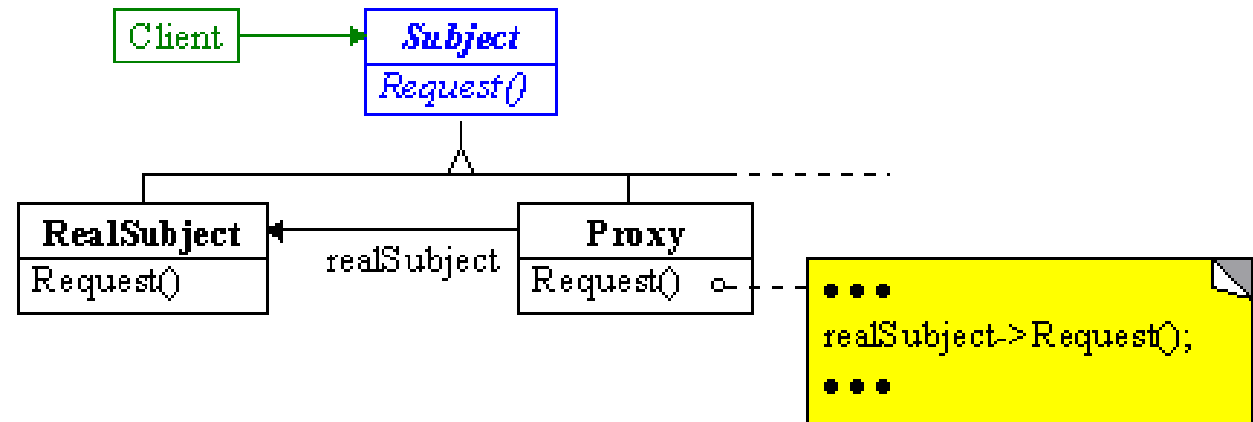 Client
Subject
Request()
RealSubject
Request()
realSubject
Proxy
Request()
●●●
realSubject->Request();
●●●